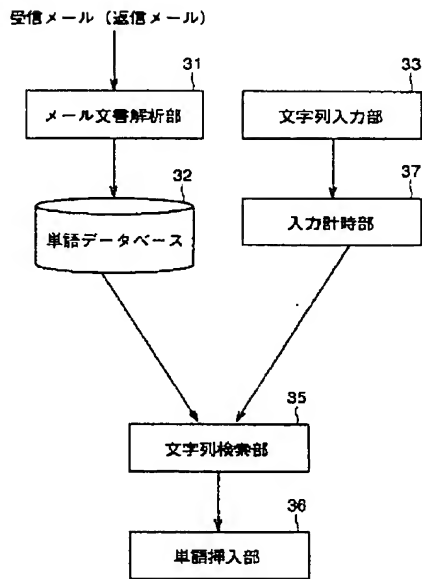 受信メール（返信メール）
31
メール文書解析部
33
文字列入力部
32
単語データベース
37
入力計時部
35
文字列検索部
36
単語挿入部